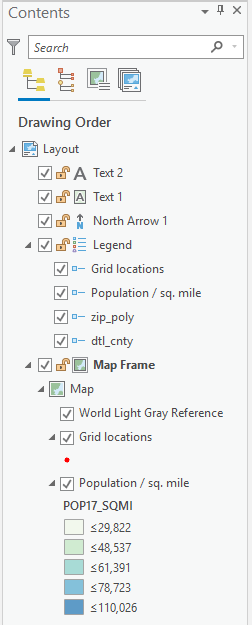 Contents
Search
Drawing Order
Layout
A Text 2
A Text 1
N North Arrow 1
Legend
Grid locations
Population / sq. mile
zip_poly
dtl_cnty
Map Frame
Map
World Light Gray Reference
Grid locations
Population / sq. mile
POP17_SQMI
≤29,822
≤48,537
≤61,391
≤78,723
≤110,026